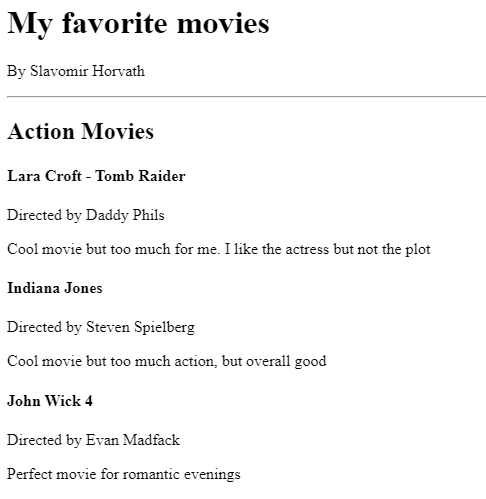 My favorite movies
By Slavomir Horvath
Action Movies
Lara Croft - Tomb Raider
Directed by Daddy Phils
Cool movie but too much for me. I like the actress but not the plot
Indiana Jones
Directed by Steven Spielberg
Cool movie but too much action, but overall good
John Wick 4
Directed by Evan Madfack
Perfect movie for romantic evenings